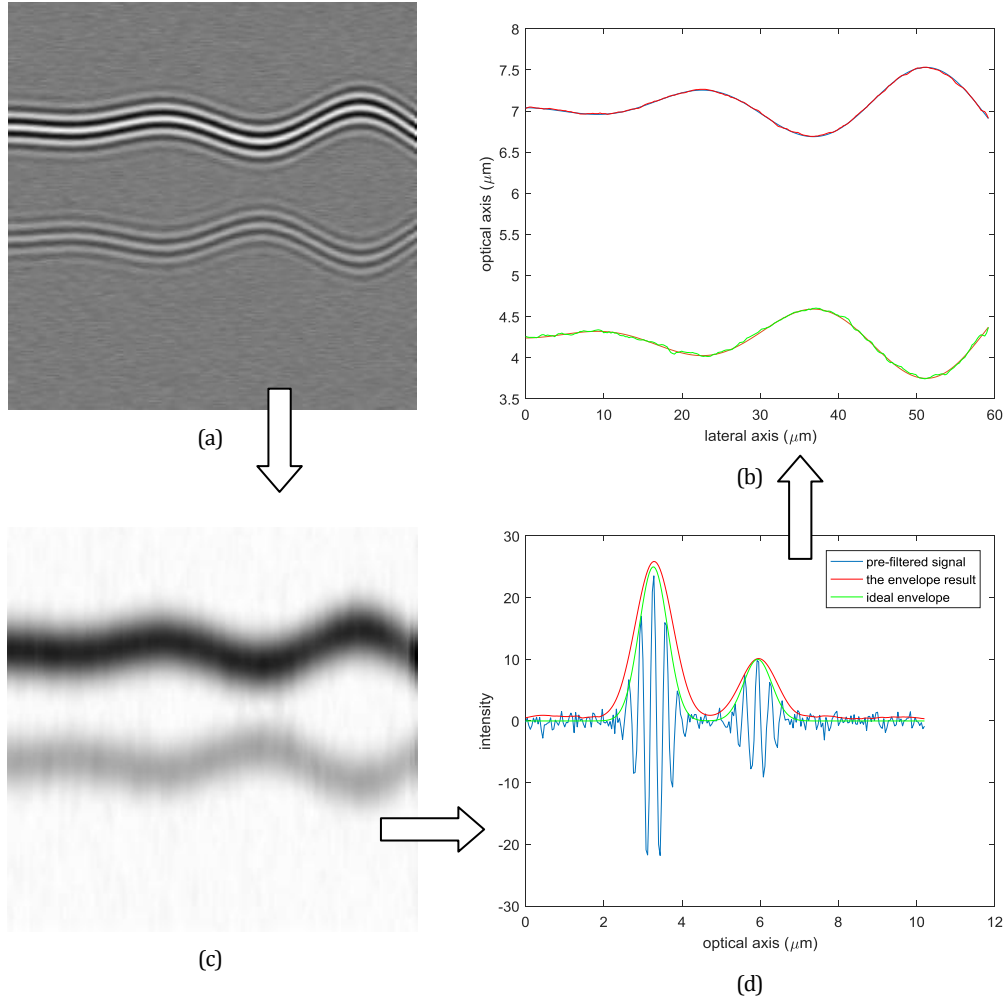 (a)
8
7.5
7
6.5
6
5.5
5
4.5
4
3.5
optical axis (μm)
0 10 20 30 40 50 60
lateral axis (μm)
(b)
(c)
30
20
10
0
-10
-20
-30
intensity
pre-filtered signal
the envelope result
ideal envelope
0 2 4 6 8 10 12
optical axis (μm)
(d)